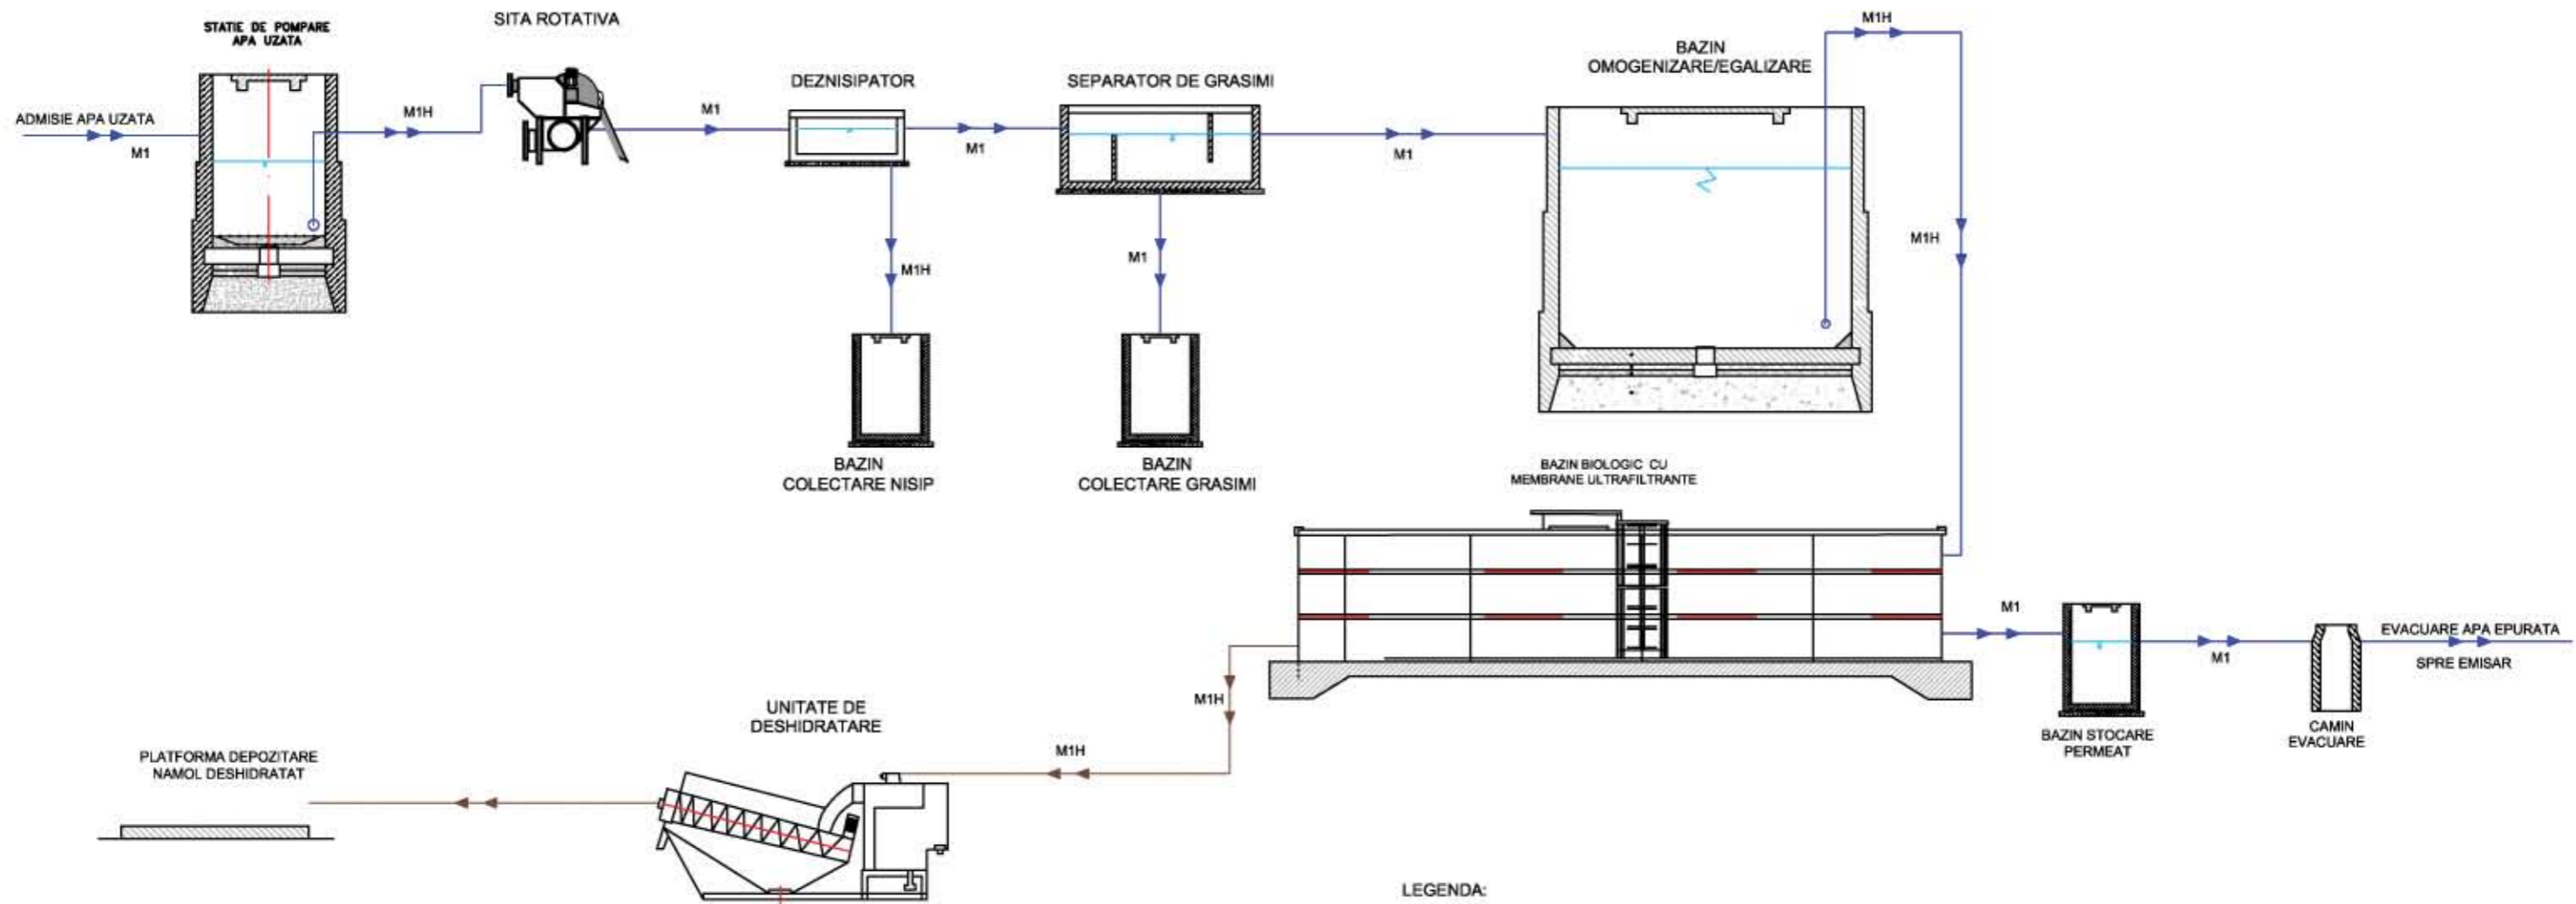 STATIE DE POMPARE
APA UZATA
SITA ROTATIVA
DEZNISIPATOR
SEPARATOR DE GRASIMI
BAZIN
OMOGENIZARE/EGALIZARE
M1H
ADMISIE APA UZATA
M1
M1H
M1
M1
M1
M1H
M1H
M1
BAZIN
COLECTARE NISIP
BAZIN
COLECTARE GRASIMI
BAZIN BIOLOGIC CU
MEMBRANE ULTRAFILTRANTE
M1
EVACUARE APA EPURATA
M1
SPRE EMISAR
M1H
UNITATE DE
DESHIDRATARE
M1H
CAMIN
EVACUARE
BAZIN STOCARE
PERMEAT
PLATFORMA DEPOZITARE
NAMOL DESHIDRATAT
LEGENDA: